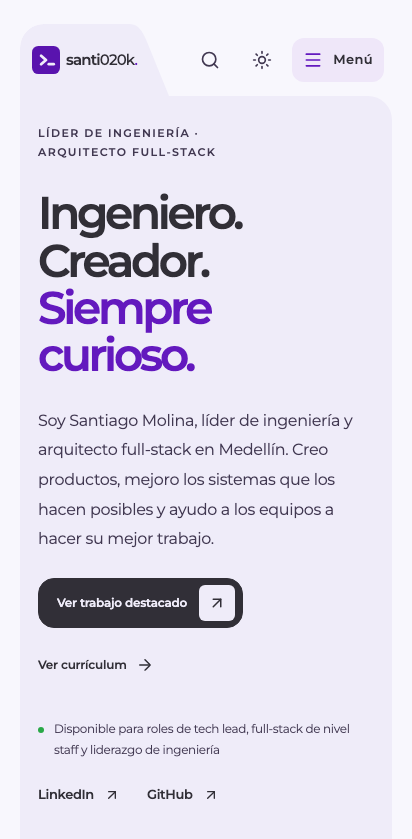 santi020k.
Menú
LÍDER DE INGENIERÍA ·
ARQUITECTO FULL-STACK
Ingeniero.
Creador.
Siempre
curioso.
Soy Santiago Molina, líder de ingeniería y
arquitecto full-stack en Medellín. Creo
productos, mejoro los sistemas que los
hacen posibles y ayudo a los equipos a
hacer su mejor trabajo.
Ver trabajo destacado
Ver currículum
Disponible para roles de tech lead, full-stack de nivel
staff y liderazgo de ingeniería
LinkedIn
GitHub